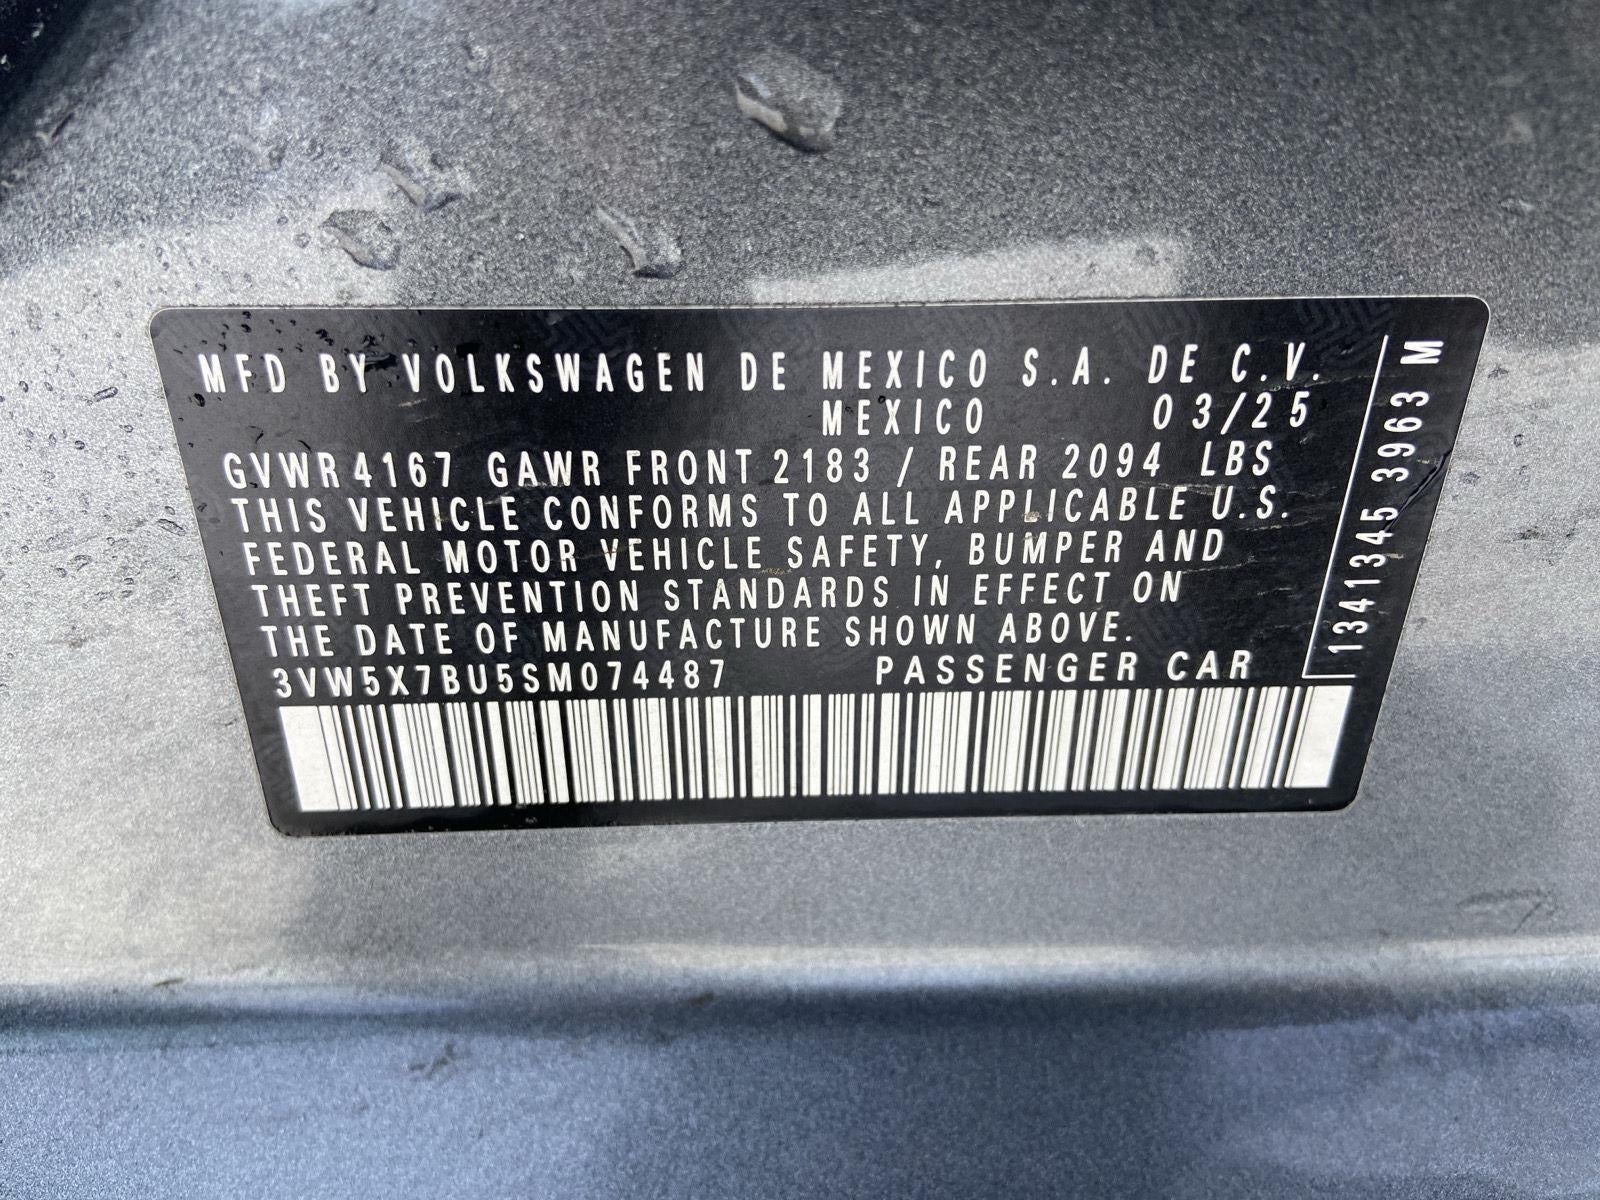 MFD BY VOLKSWAGEN DE MEXICO S.A. DE C.V.
MEXICO 03/25
GVWR 4167 GAWR FRONT 2183 / REAR 2094 LBS
THIS VEHICLE CONFORMS TO ALL APPLICABLE U.S.
FEDERAL MOTOR VEHICLE SAFETY, BUMPER AND
THEFT PREVENTION STANDARDS IN EFFECT ON
THE DATE OF MANUFACTURE SHOWN ABOVE.
3VW5X7BU5SM074487 PASSENGER CAR
1341345 3963 M